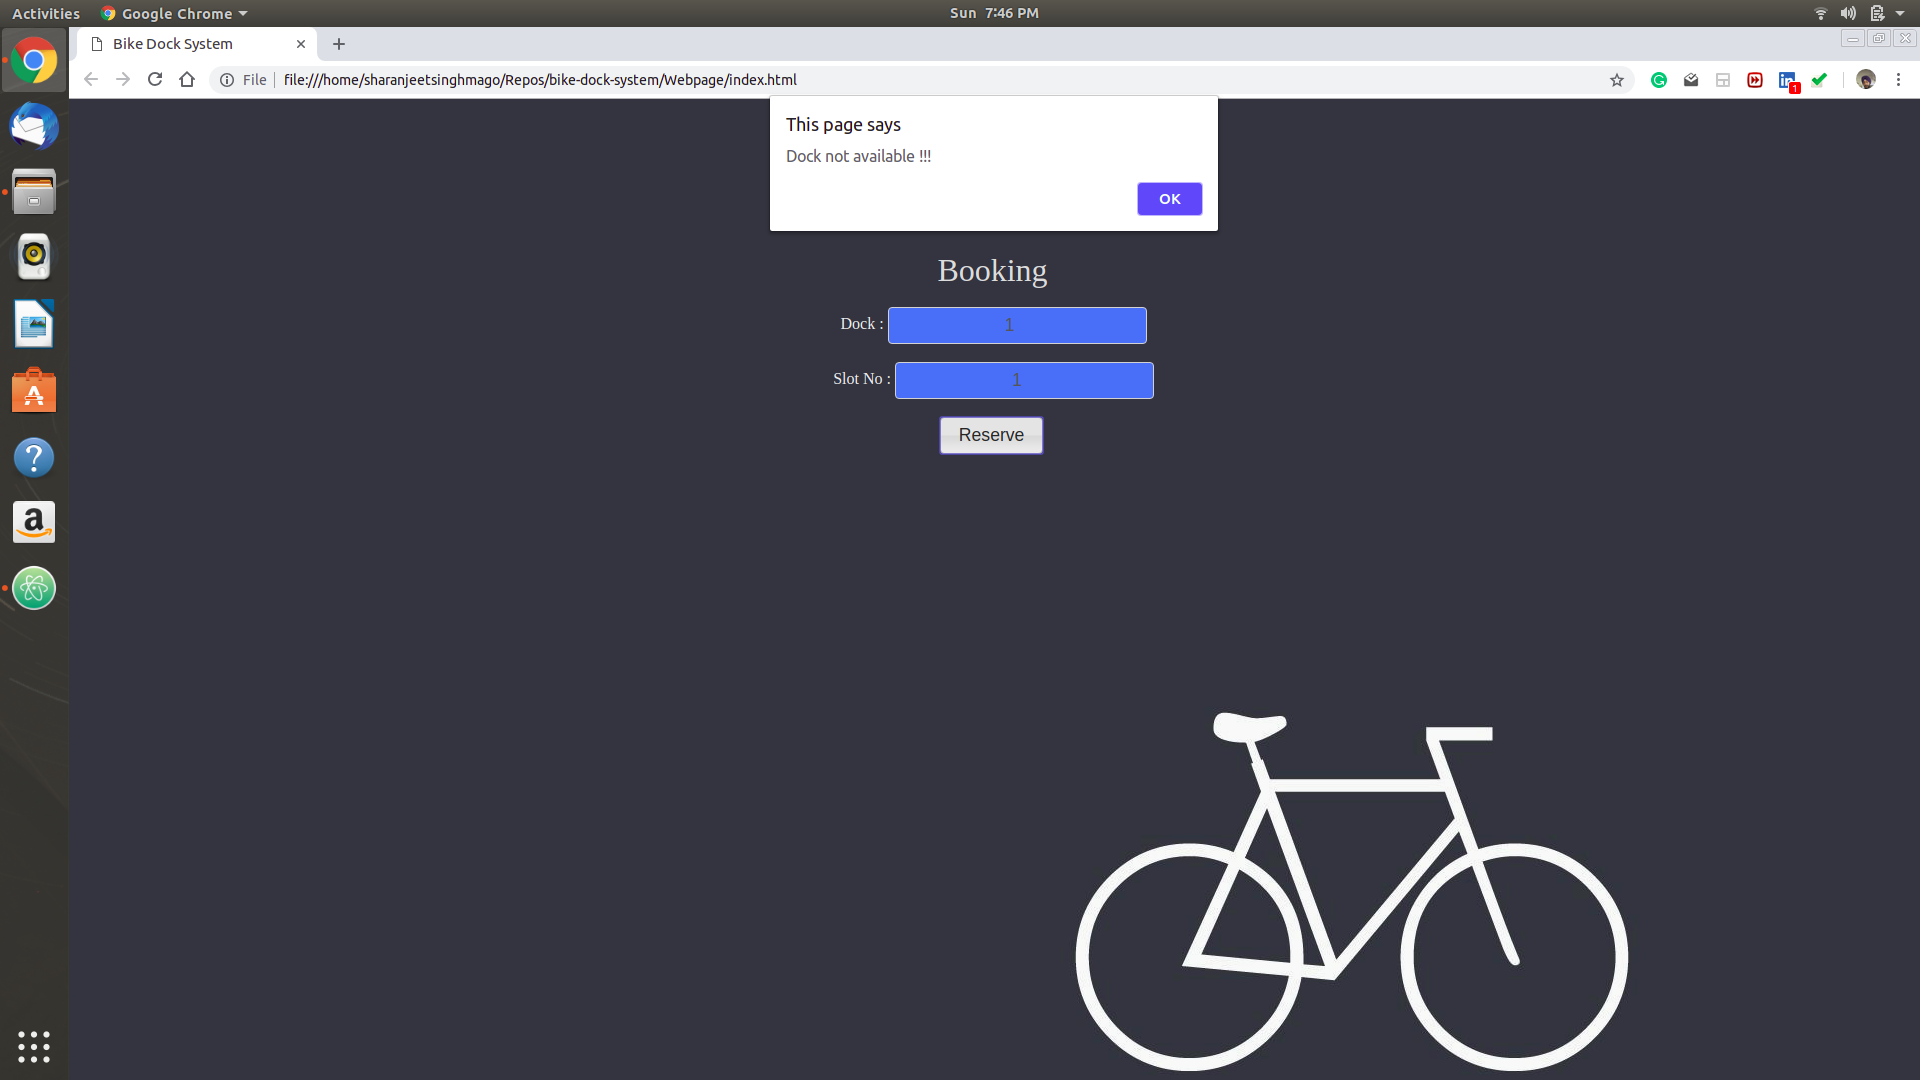 Activities
Google Chrome
Sun 7:46 PM
Bike Dock System
File
file:///home/sharanjeetsinghmago/Repos/bike-dock-system/Webpage/index.html
1
This page says
Dock not available !!!
OK
Booking
Dock : 1
Slot No : 1
Reserve